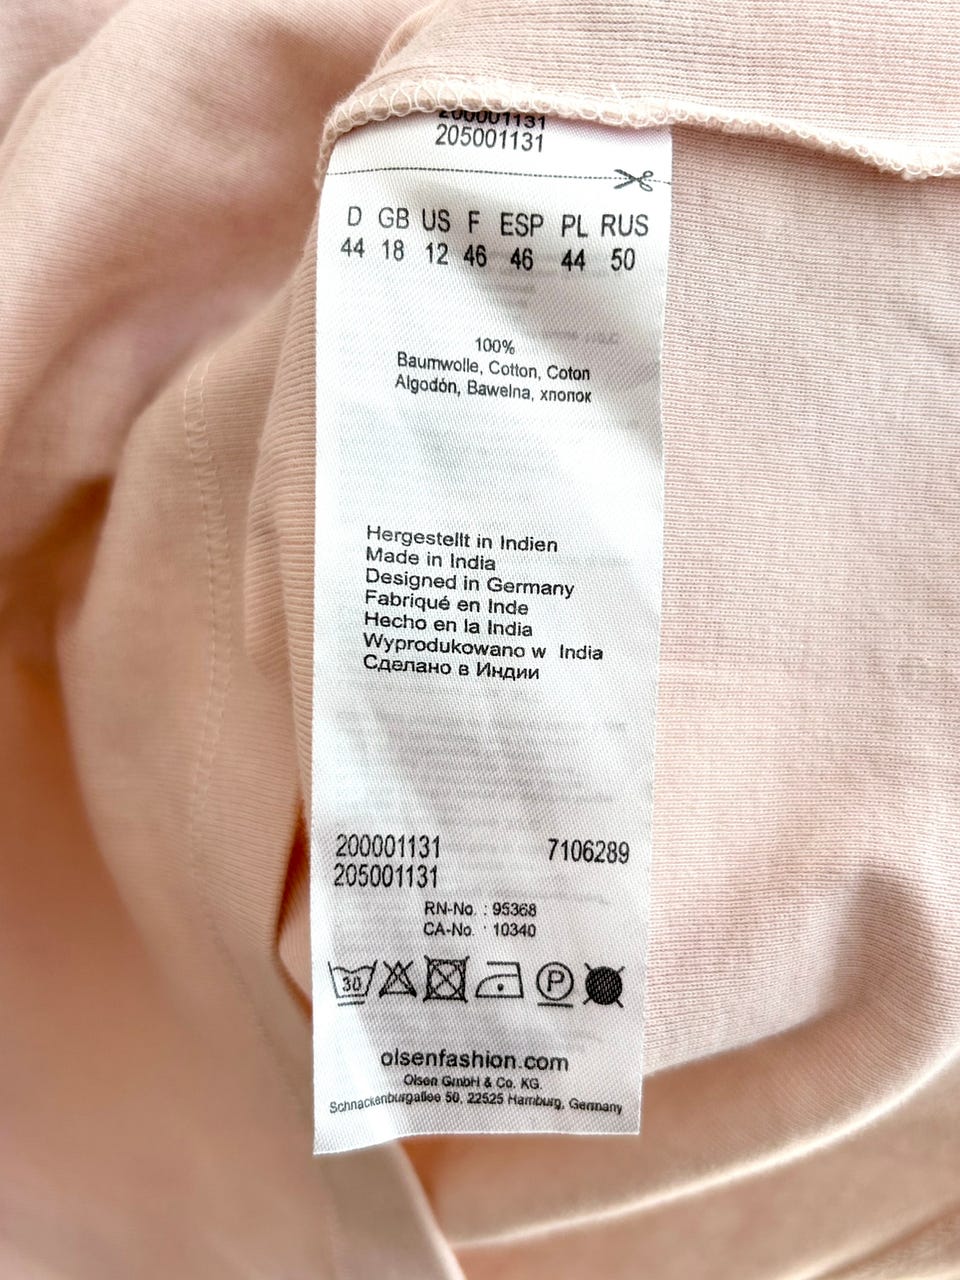 200001131
205001131
D GB US F ESP PL RUS
44 18 12 46 46 44 50
100%
Baumwolle, Cotton, Coton
Algodón, Bawelna, хлопок
Hergestellt in Indien
Made in India
Designed in Germany
Fabriqué en Inde
Hecho en la India
Wyprodukowano w India
Сделано в Индии
200001131 7106289
205001131
RN-No. : 95368
CA-No. : 10340
30 P
olsenfashion.com
Olsen GmbH & Co. KG.
Schnackenburgallee 50, 22525 Hamburg, Germany